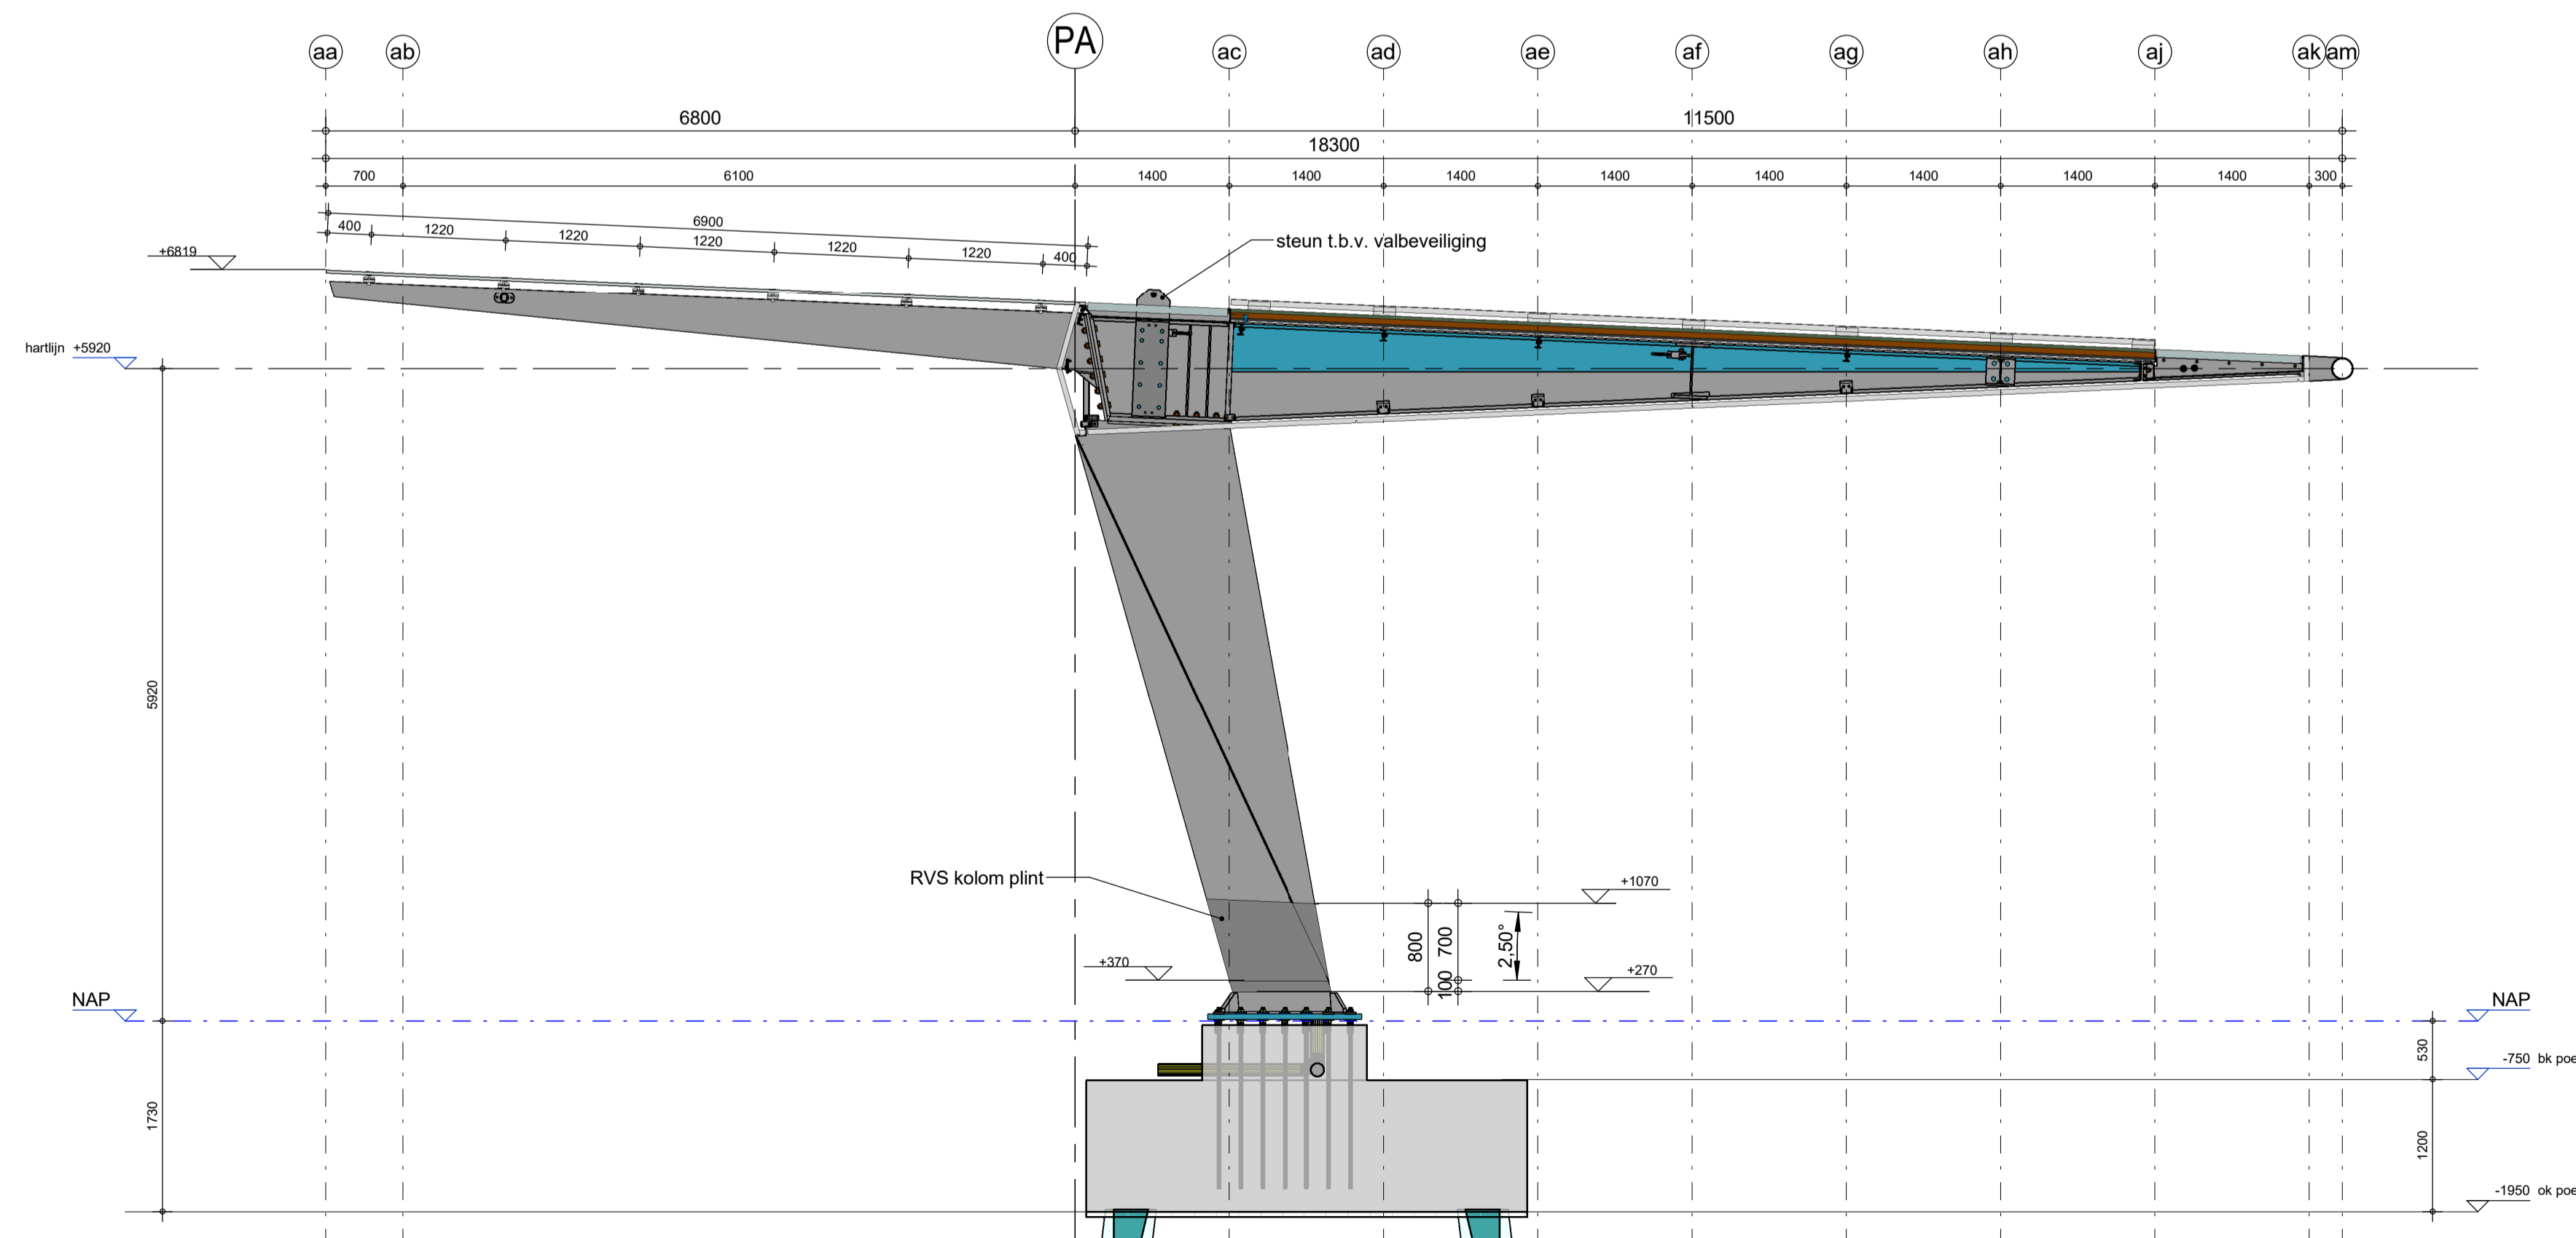 aa ab PA ac ad ae af ag ah aj ak am
6800 11500
18300
700 6100 1400 1400 1400 1400 1400 1400 1400 1400 300
6900
400 1220 1220 1220 1220 1220 400
steun t.b.v. valbeveiliging
+6819
hartlijn +5920
5920
RVS kolom plint
+1070
800 700 2,50°
+370
+270
100
NAP NAP
530
-750 bk poe
1730
1200
-1950 ok poe